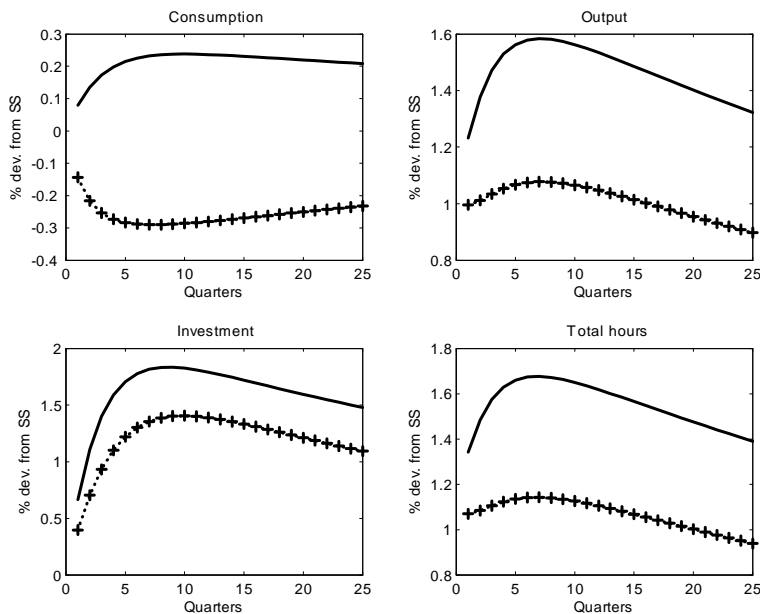 Consumption
% dev. from SS
0.3
0.2
0.1
0
-0.1
-0.2
-0.3
-0.4
0 5 10 15 20 25
Quarters
Output
% dev. from SS
1.6
1.4
1.2
1
0.8
0 5 10 15 20 25
Quarters
Investment
% dev. from SS
2
1.5
1
0.5
0
0 5 10 15 20 25
Quarters
Total hours
% dev. from SS
1.8
1.6
1.4
1.2
1
0.8
0 5 10 15 20 25
Quarters